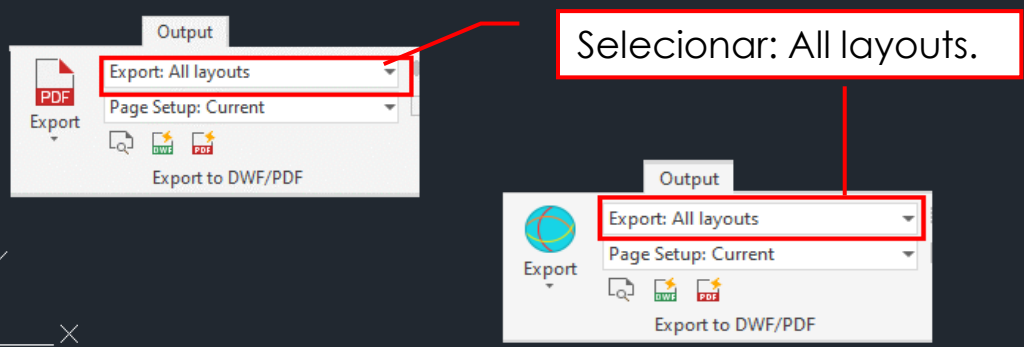 Output
Selecionar: All layouts.
Export: All layouts
PDF
Page Setup: Current
Export
DWF PDF
Export to DWF/PDF
Output
Export: All layouts
Page Setup: Current
Export
DWF PDF
Export to DWF/PDF